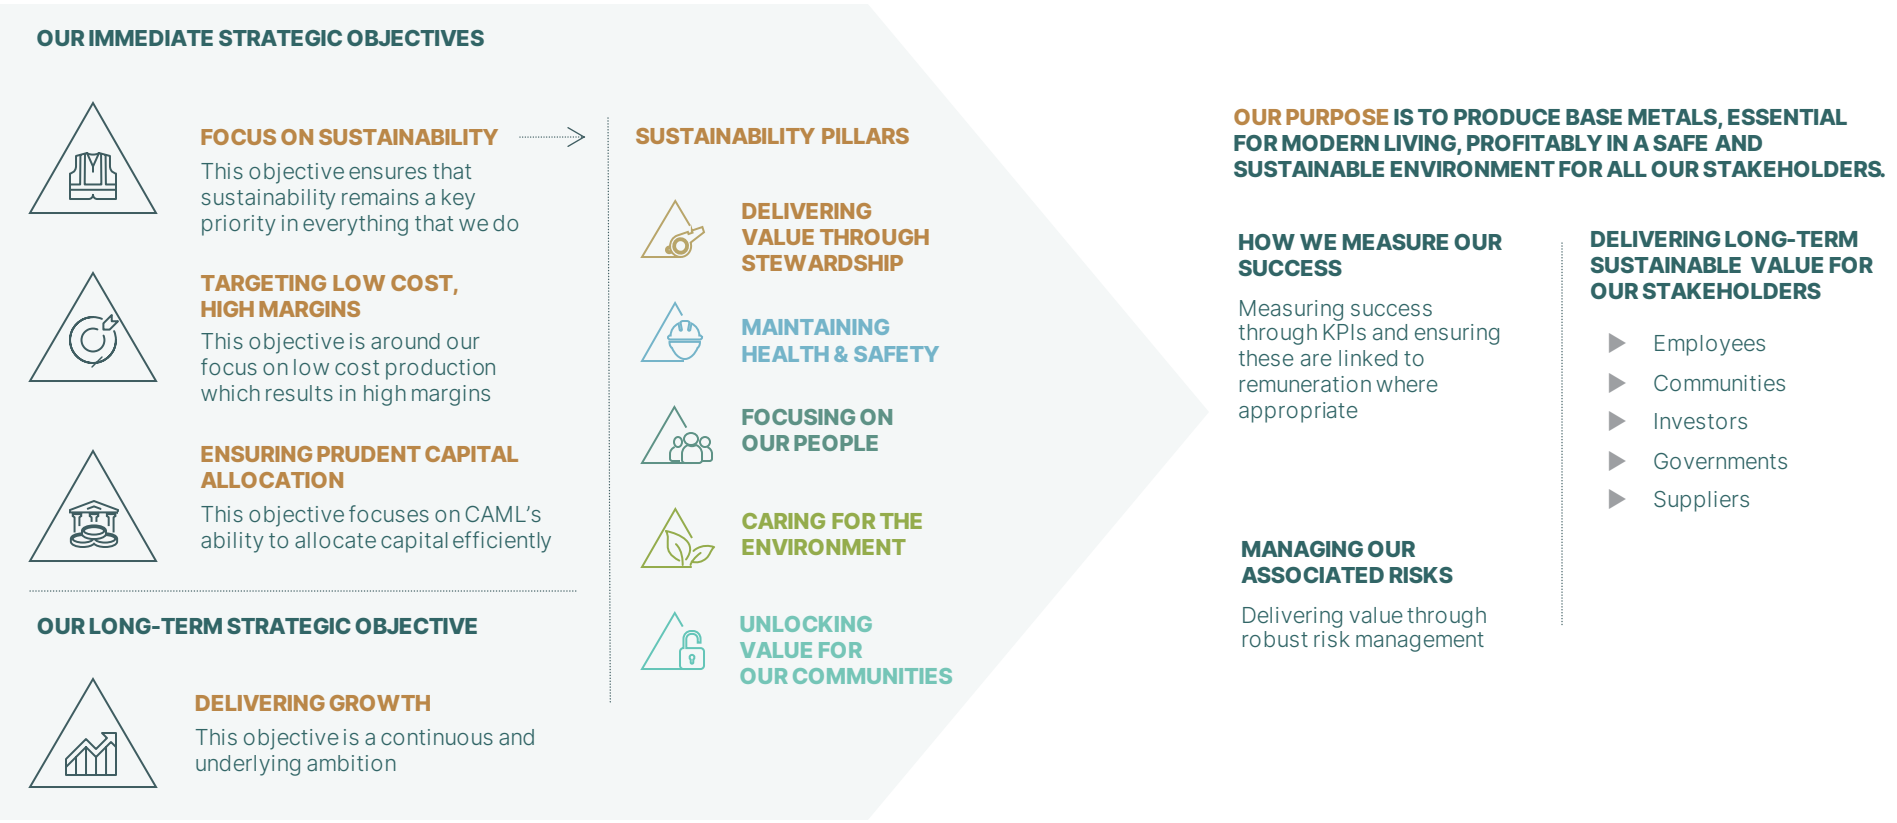 OUR IMMEDIATE STRATEGIC OBJECTIVES
FOCUS ON SUSTAINABILITY
This objective ensures that
sustainability remains a key
priority in everything that we do
TARGETING LOW COST,
HIGH MARGINS
This objective is around our
focus on low cost production
which results in high margins
ENSURING PRUDENT CAPITAL
ALLOCATION
This objective focuses on CAML’s
ability to allocate capital efficiently
OUR LONG-TERM STRATEGIC OBJECTIVE
DELIVERING GROWTH
This objective is a continuous and
underlying ambition
SUSTAINABILITY PILLARS
DELIVERING
VALUE THROUGH
STEWARDSHIP
MAINTAINING
HEALTH & SAFETY
FOCUSING ON
OUR PEOPLE
CARING FOR THE
ENVIRONMENT
UNLOCKING
VALUE FOR
OUR COMMUNITIES
OUR PURPOSE IS TO PRODUCE BASE METALS, ESSENTIAL
FOR MODERN LIVING, PROFITABLY IN A SAFE AND
SUSTAINABLE ENVIRONMENT FOR ALL OUR STAKEHOLDERS.
HOW WE MEASURE OUR
SUCCESS
Measuring success
through KPIs and ensuring
these are linked to
remuneration where
appropriate
MANAGING OUR
ASSOCIATED RISKS
Delivering value through
robust risk management
DELIVERING LONG-TERM
SUSTAINABLE VALUE FOR
OUR STAKEHOLDERS
Employees
Communities
Investors
Governments
Suppliers